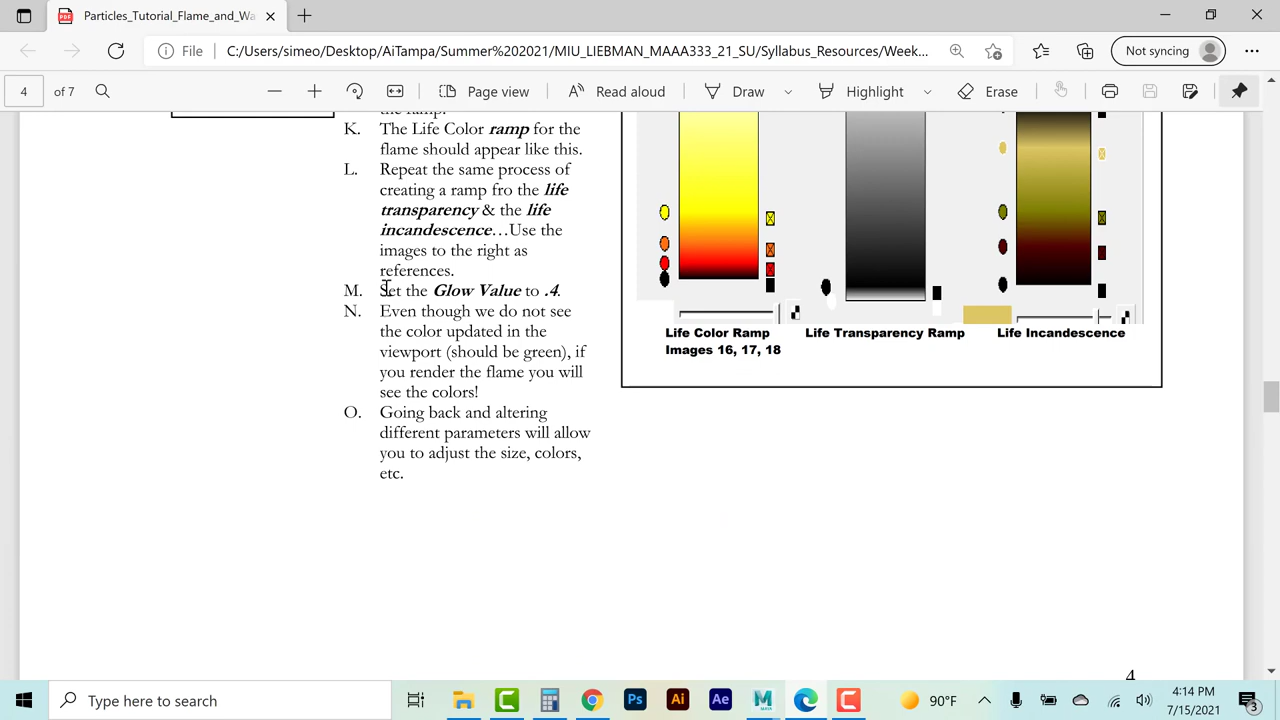 Particles_Tutorial_Flame_and_Wa
File
C:/Users/simeo/Desktop/AiTampa/Summer%202021/MIU_LIEBMAN_MAAA333_21_SU/Syllabus_Resources/Week...
Not syncing
4 of 7
Page view
Read aloud
Draw
Highlight
Erase
the ramp.
K. The Life Color ramp for the
flame should appear like this.
L. Repeat the same process of
creating a ramp fro the life
transparency & the life
incandescence…Use the
images to the right as
references.
M. Set the Glow Value to .4.
N. Even though we do not see
the color updated in the
viewport (should be green), if
you render the flame you will
see the colors!
O. Going back and altering
different parameters will allow
you to adjust the size, colors,
etc.
Life Color Ramp
Images 16, 17, 18
Life Transparency Ramp
Life Incandescence
4
Type here to search
Ps
Ai
Ae
90°F
4:14 PM
7/15/2021
3